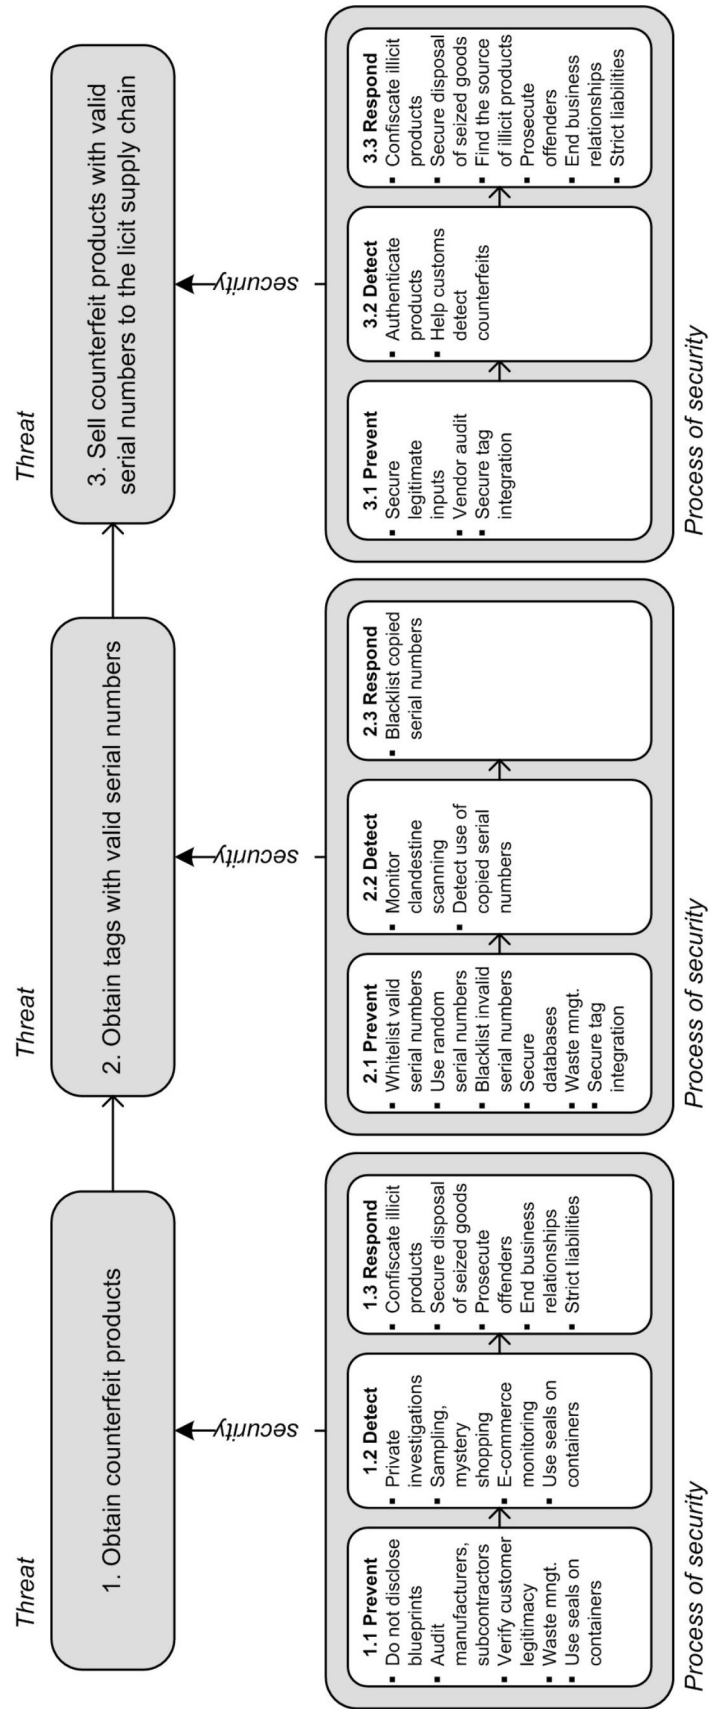 Threat
1. Obtain counterfeit products
security
1.1 Prevent
▪ Do not disclose
blueprints
▪ Audit
manufacturers,
subcontractors
▪ Verify customer
legitimacy
▪ Waste mngt.
▪ Use seals on
containers
1.2 Detect
▪ Private
investigations
▪ Sampling,
mystery
shopping
▪ E-commerce
monitoring
▪ Use seals on
containers
1.3 Respond
▪ Confiscate illicit
products
▪ Secure disposal
of seized goods
▪ Prosecute
offenders
▪ End business
relationships
▪ Strict liabilities
Process of security
Threat
2. Obtain tags with valid serial numbers
security
2.1 Prevent
▪ Whitelist valid
serial numbers
▪ Use random
serial numbers
▪ Blacklist invalid
serial numbers
▪ Secure
databases
▪ Waste mngt.
▪ Secure tag
integration
2.2 Detect
▪ Monitor
clandestine
scanning
▪ Detect use of
copied serial
numbers
2.3 Respond
▪ Blacklist copied
serial numbers
Process of security
Threat
3. Sell counterfeit products with valid
serial numbers to the licit supply chain
security
3.1 Prevent
▪ Secure
legitimate
inputs
▪ Vendor audit
▪ Secure tag
integration
3.2 Detect
▪ Authenticate
products
▪ Help customs
detect
counterfeits
3.3 Respond
▪ Confiscate illicit
products
▪ Secure disposal
of seized goods
▪ Find the source
of illicit products
▪ Prosecute
offenders
▪ End business
relationships
▪ Strict liabilities
Process of security